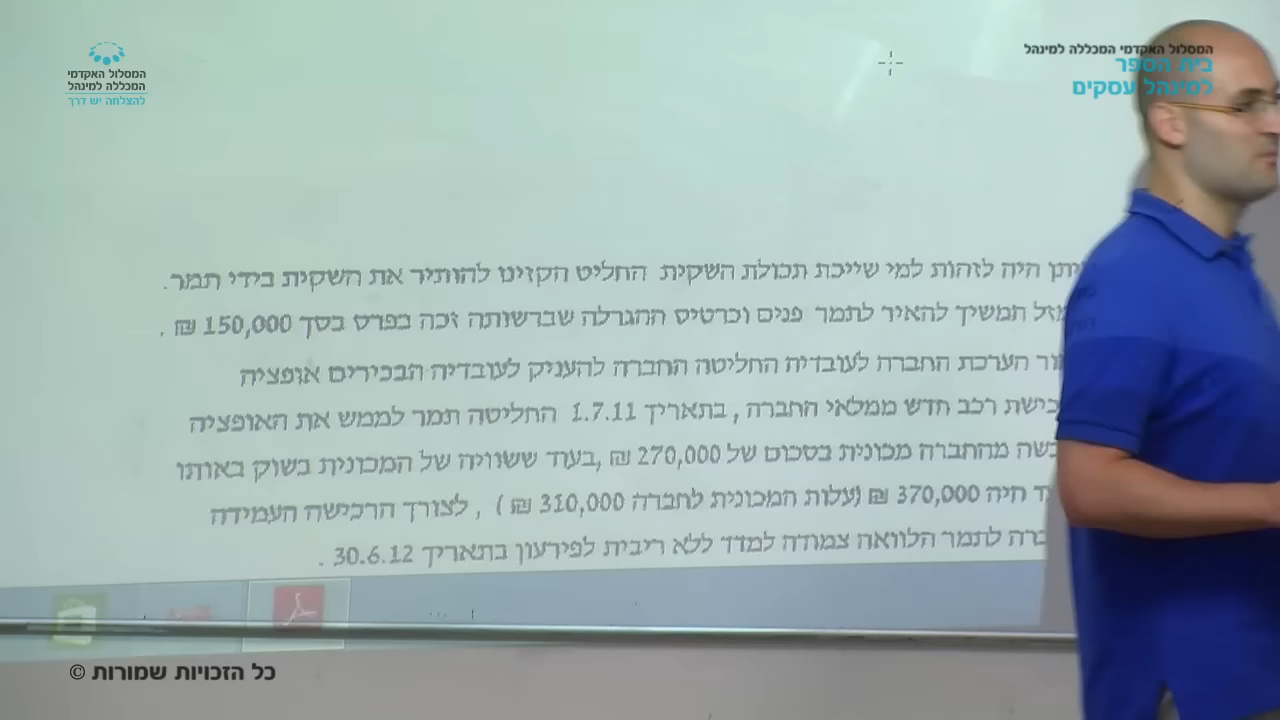 המסלול האקדמי
המכללה למינהל
להצלחה יש דרך
המסלול האקדמי המכללה למינהל
בית הספר
למינהל עסקים
היה לזהות למי שייכת תכולת השקית החליט הקזינו להותיר את השקית בידי תמר.
תמשיך להאיר לתמר פנים וכרטיס ההגרלה שברשותה זכה בפרס בסך 150,000 ₪ .
הערכת החברה לעובדיה החליטה החברה להעניק לעובדיה הבכירים אופציה
רכב חדש ממלאי החברה, בתאריך 1.7.11 החליטה תמר לממש את האופציה
מהחברה מכונית בסכום של 270,000 ₪ ,בעוד ששוויה של המכונית בשוק באותו
היה 370,000 ₪ (עלות המכונית לחברה 310,000 ₪ ) , לצורך הרכישה העמידה
לתמר הלוואה צמודה למדד ללא ריבית לפירעון בתאריך 30.6.12 .
כל הזכויות שמורות ©